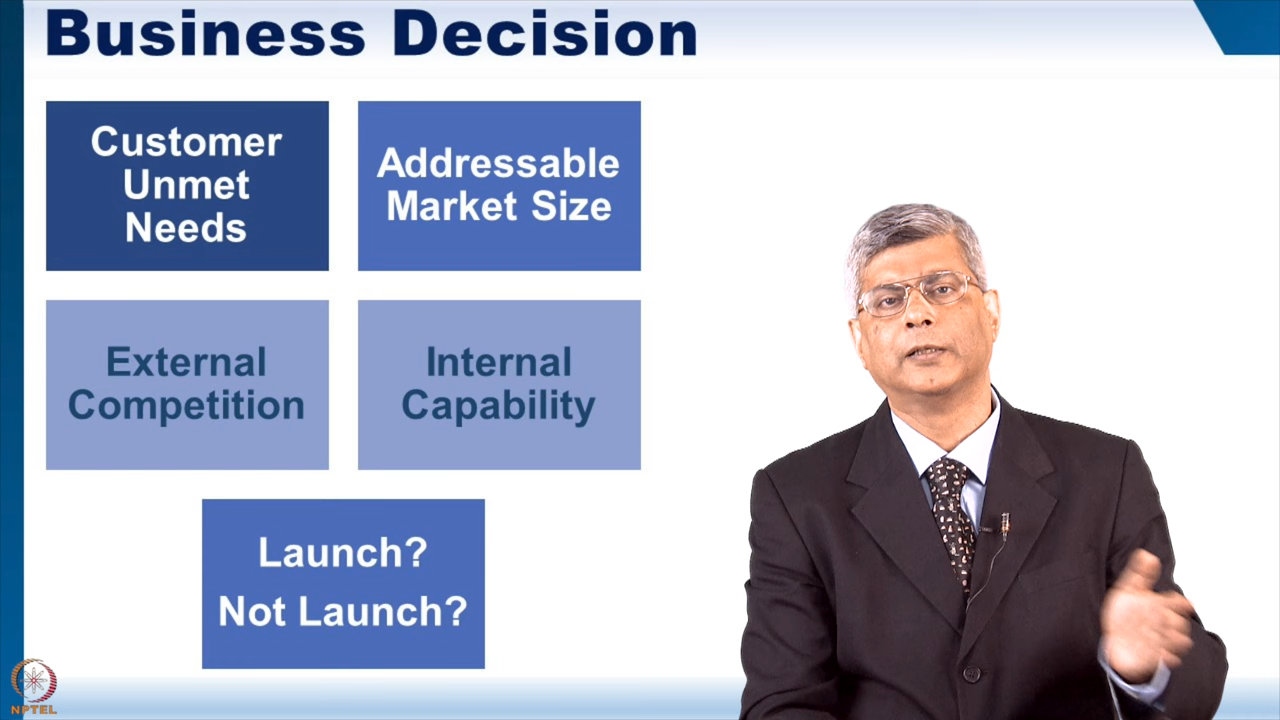 Business Decision
Customer
Unmet
Needs
Addressable
Market Size
External
Competition
Internal
Capability
Launch?
Not Launch?
NPTEL